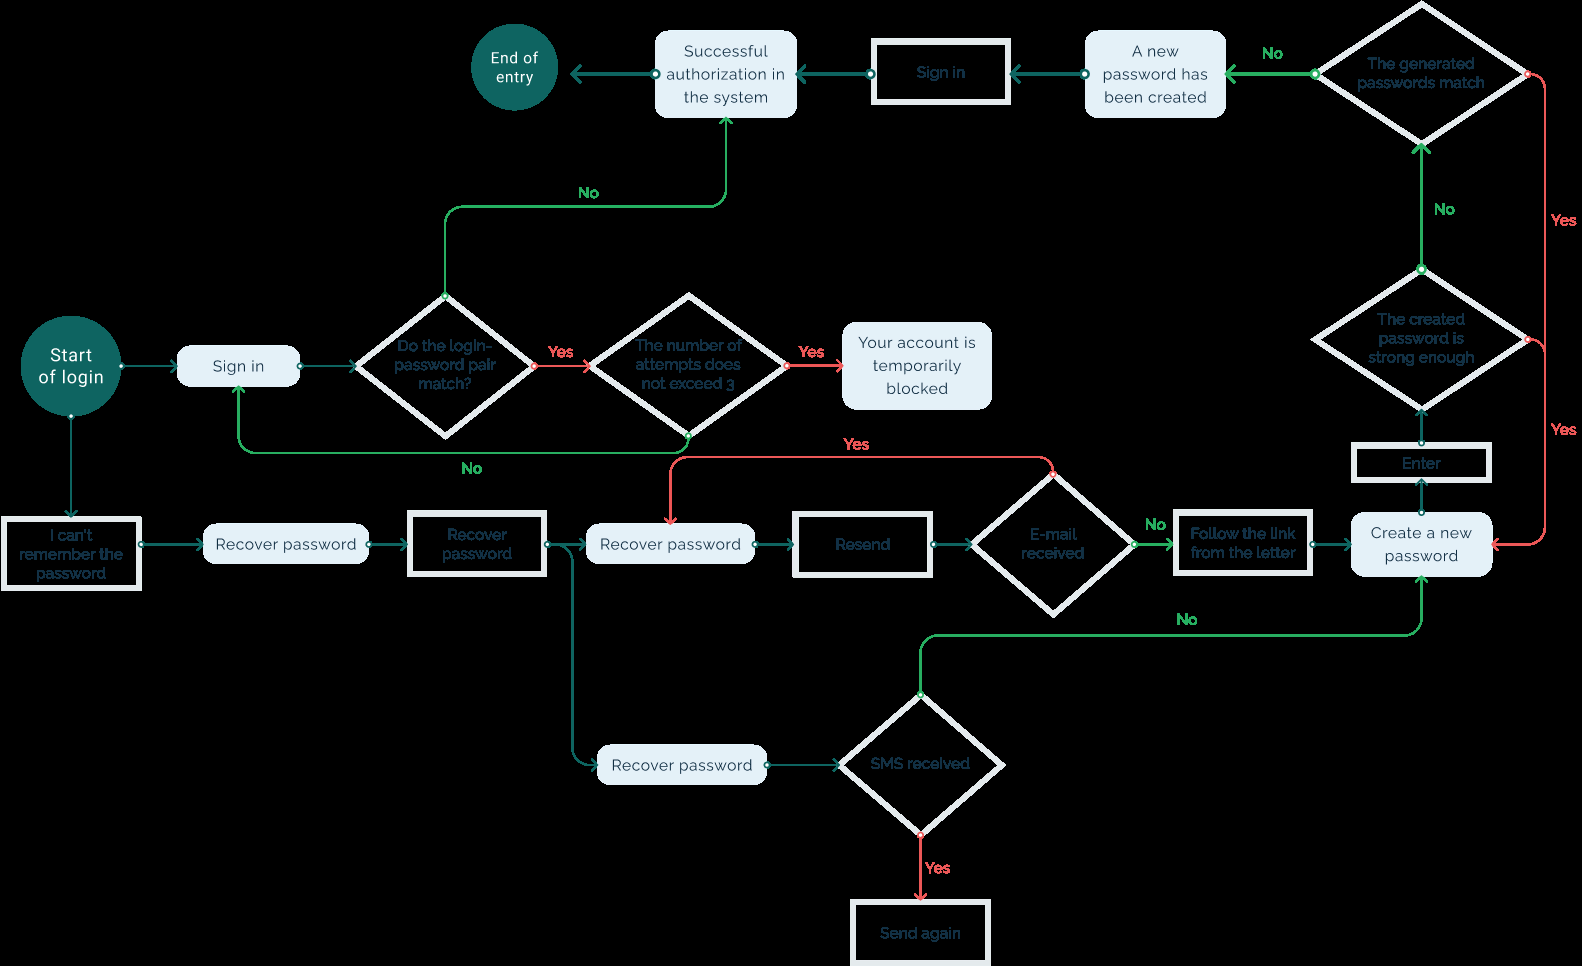 End of
entry
Successful
authorization in
the system
Sign in
A new
password has
been created
No
The generated
passwords match
No
No
Yes
Start
of login
Sign in
Do the login-
password pair
match?
Yes
The number of
attempts does
not exceed 3
Yes
Your account is
temporarily
blocked
The created
password is
strong enough
No
Yes
Yes
Enter
I can't
remember the
password
Recover password
Recover
password
Recover password
Resend
E-mail
received
No
Follow the link
from the letter
Create a new
password
No
Recover password
SMS received
Yes
Send again